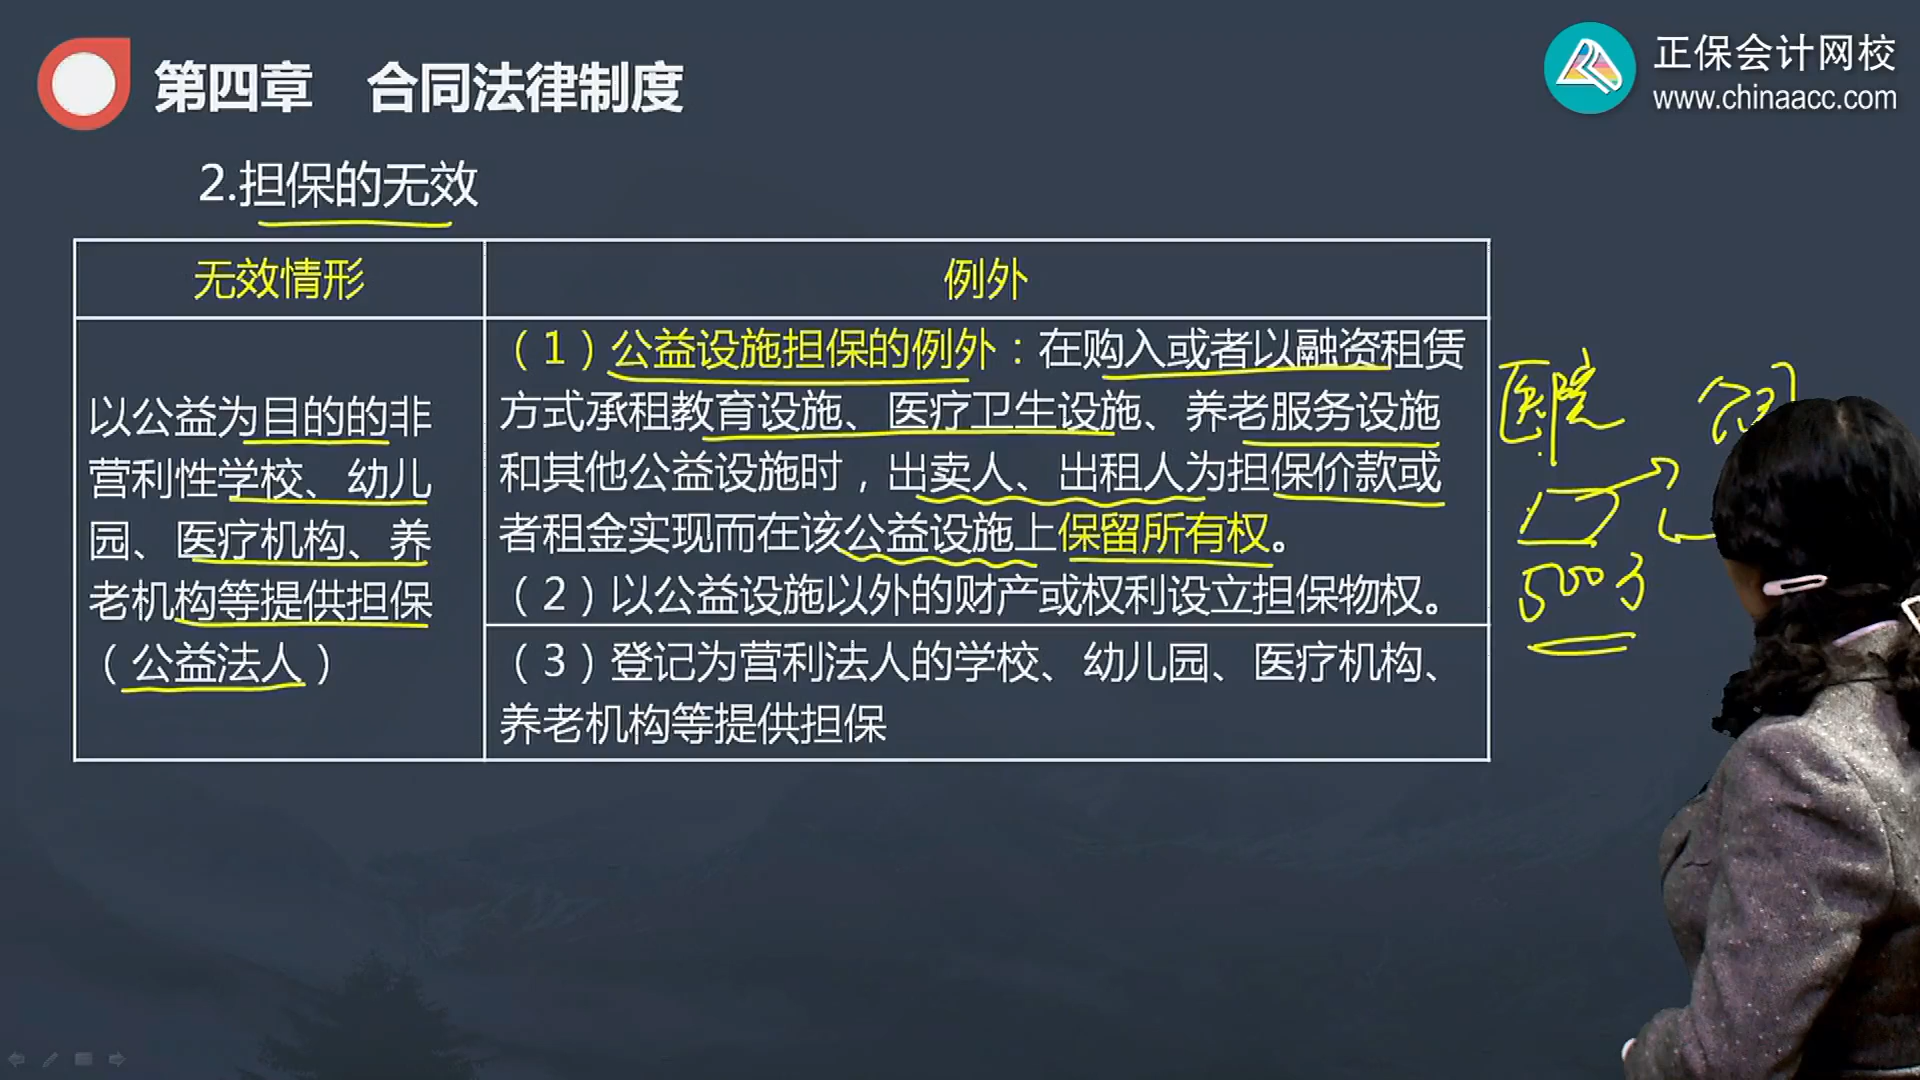 第四章 合同法律制度
正保会计网校
www.chinaacc.com
2.担保的无效
无效情形
例外
以公益为目的的非
营利性学校、幼儿
园、医疗机构、养
老机构等提供担保
（公益法人）
（1）公益设施担保的例外：在购入或者以融资租赁
方式承租教育设施、医疗卫生设施、养老服务设施
和其他公益设施时，出卖人、出租人为担保价款或
者租金实现而在该公益设施上保留所有权。
（2）以公益设施以外的财产或权利设立担保物权。
（3）登记为营利法人的学校、幼儿园、医疗机构、
养老机构等提供担保
医院
500万